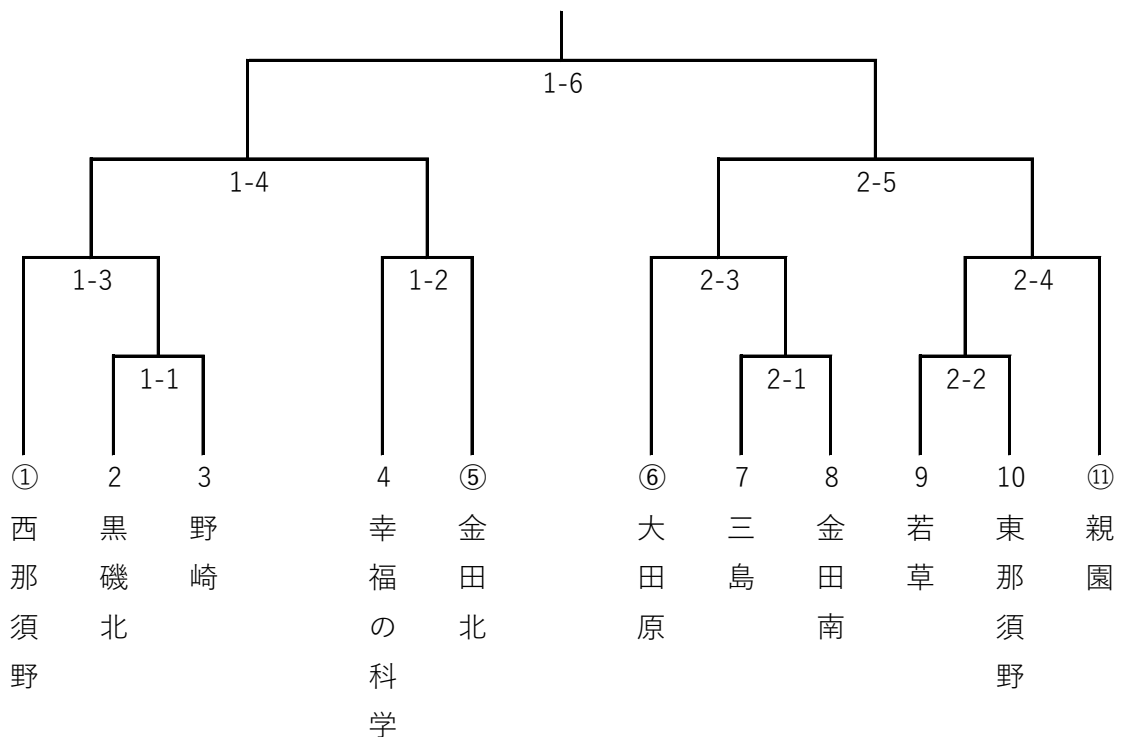 1-6
1-4
2-5
1-3
1-2
2-3
2-4
1-1
2-1
2-2
①
2
3
4
⑤
⑥
7
8
9
10
⑪
西那須野
黒磯北
野崎
幸福の科学
金田北
大田原
三島
金田南
若草
東那須野
親園